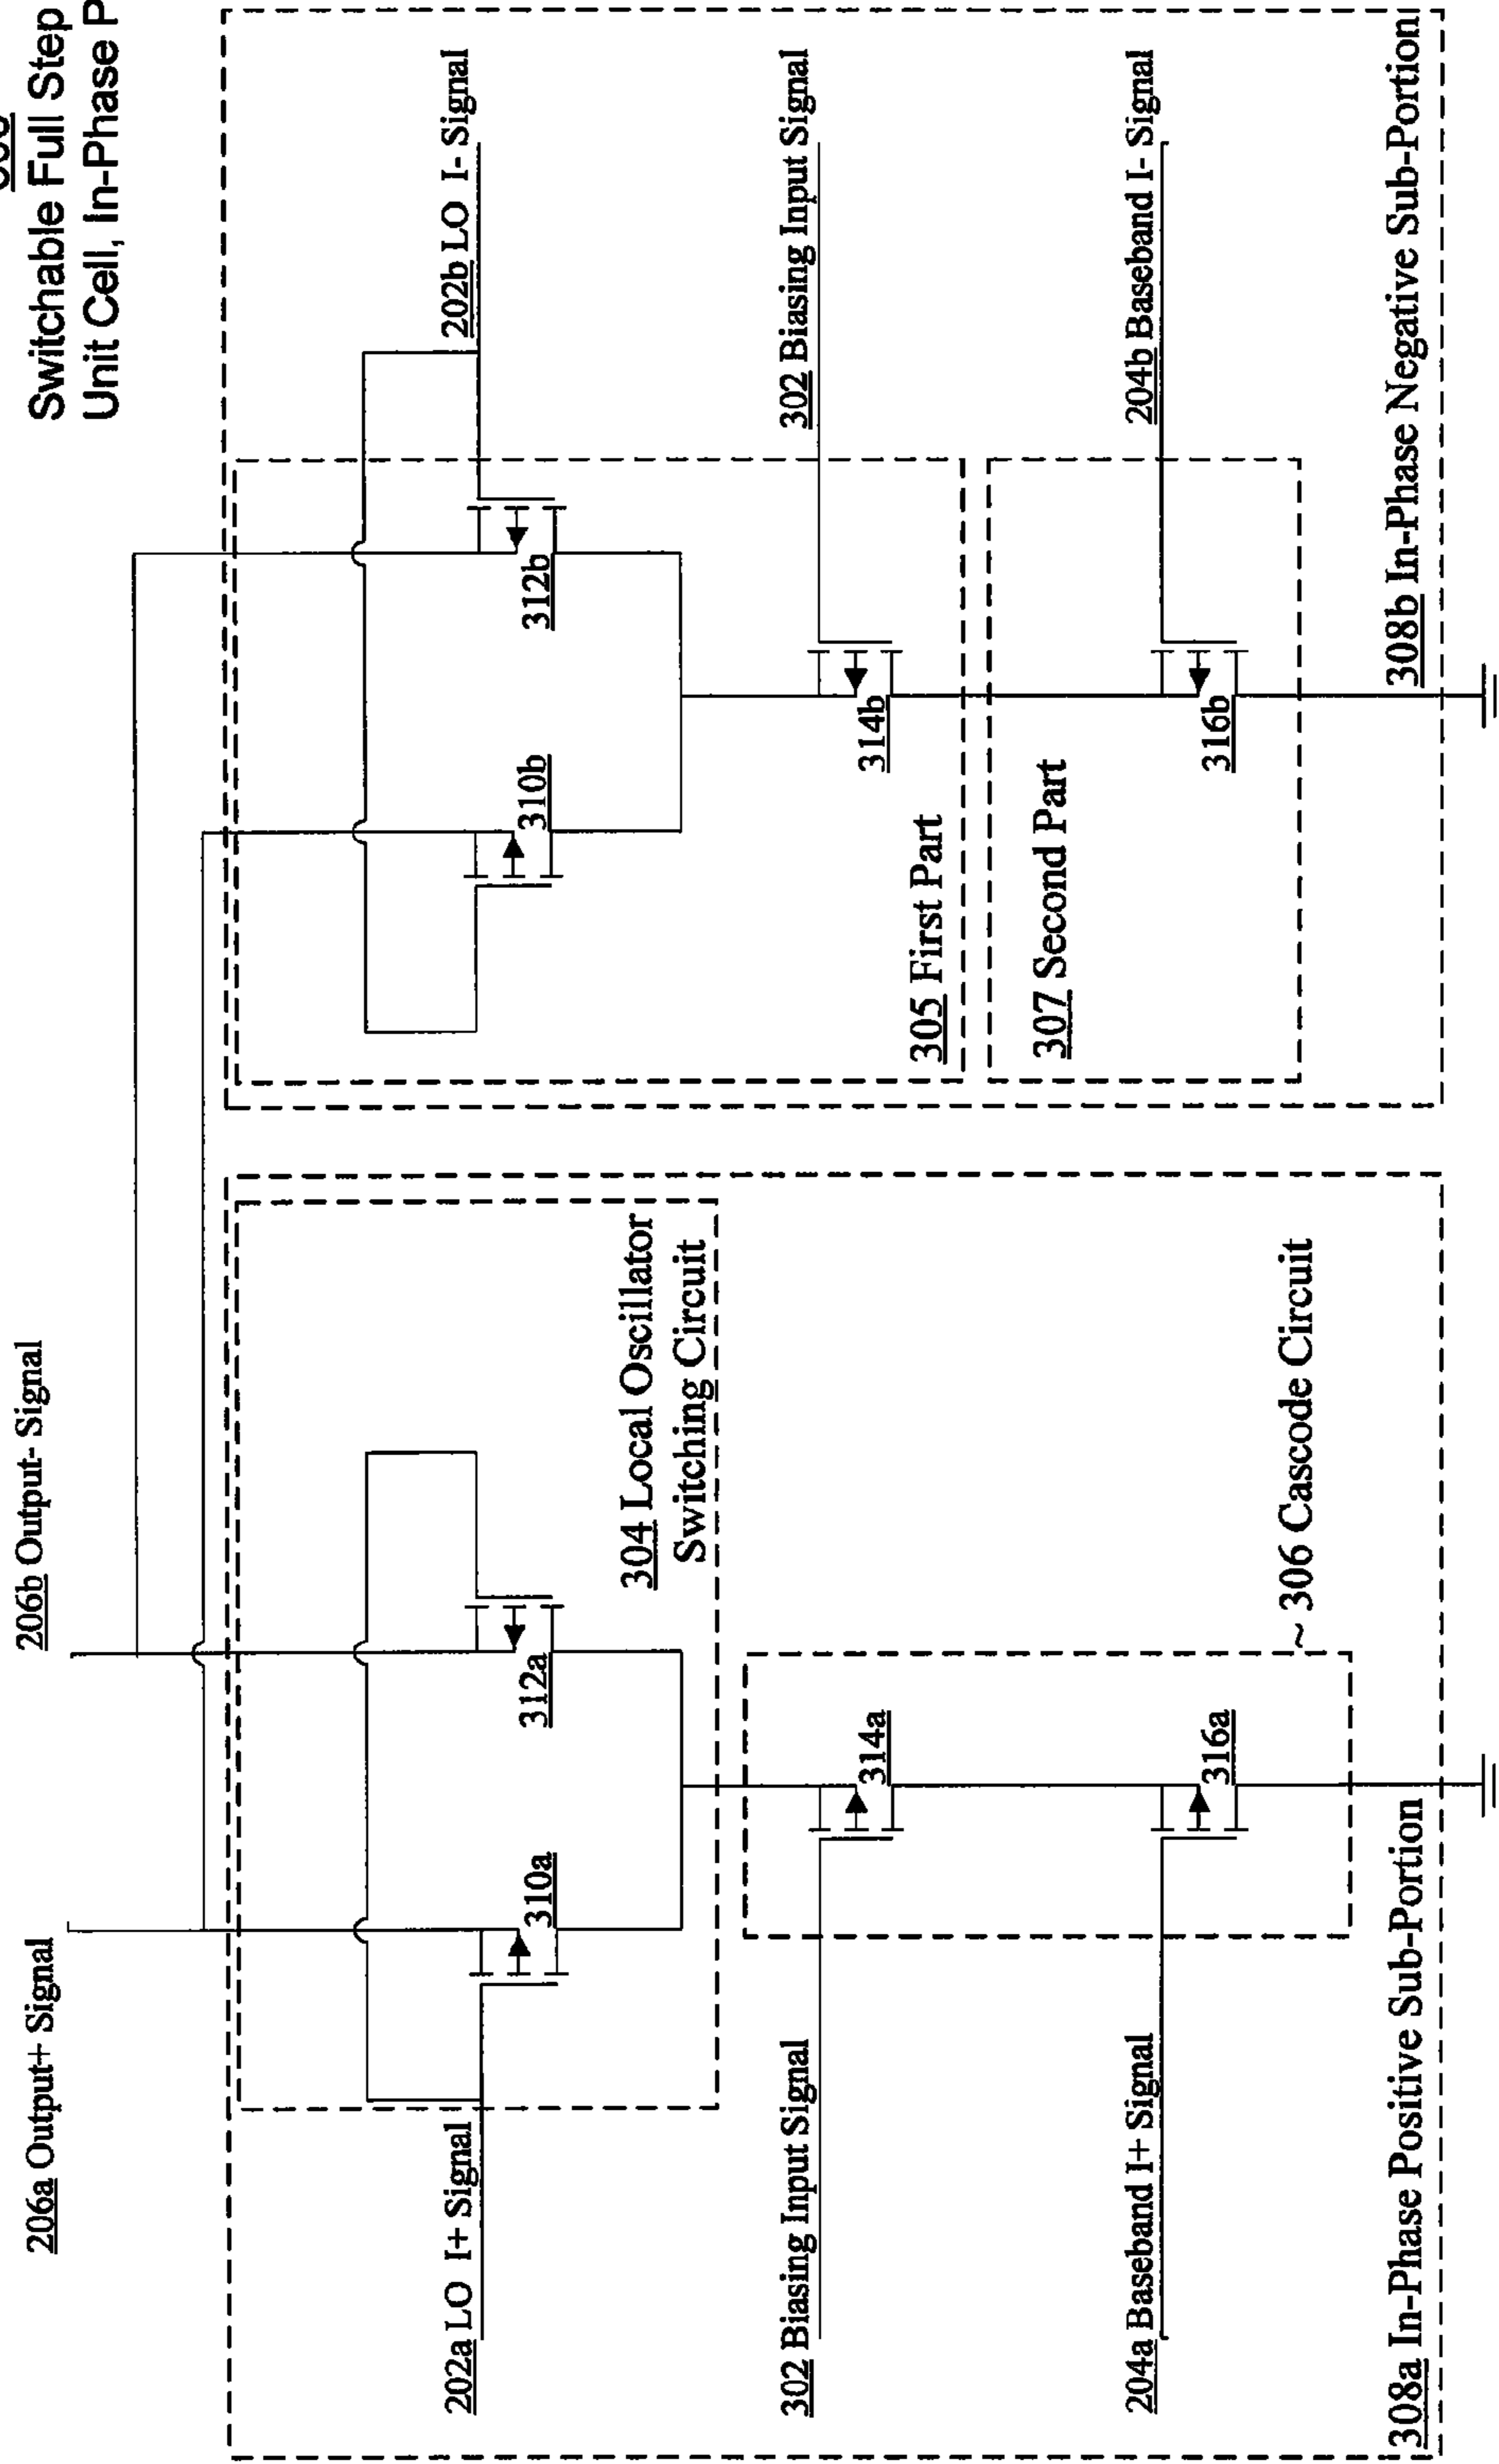 Switchable Full Step
Unit Cell, In-Phase P
206a Output+ Signal
206b Output- Signal
202a LO I+ Signal
202b LO I- Signal
310a
312a
310b
312b
304 Local Oscillator
Switching Circuit
302 Biasing Input Signal
302 Biasing Input Signal
314a
314b
305 First Part
307 Second Part
204a Baseband I+ Signal
204b Baseband I- Signal
316a
316b
~ 306 Cascode Circuit
308a In-Phase Positive Sub-Portion
308b In-Phase Negative Sub-Portion